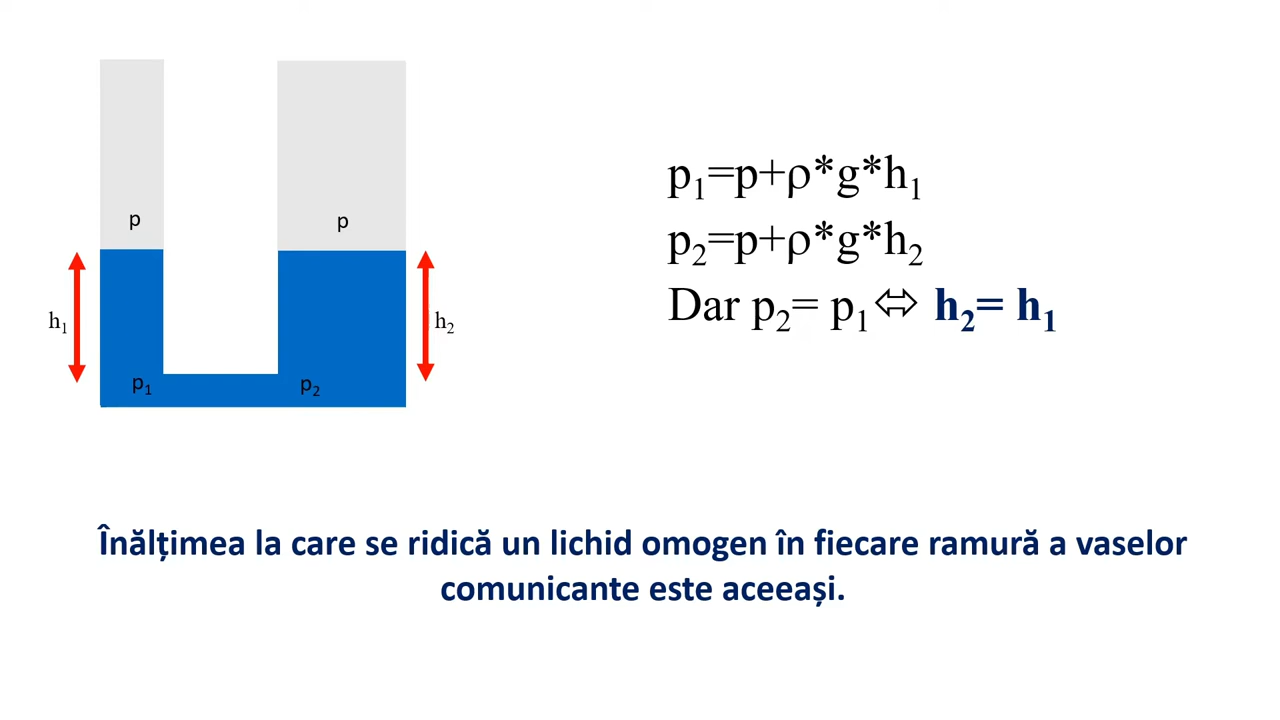 p p
h₁ h₂
p₁ p₂
p₁=p+ρ*g*h₁
p₂=p+ρ*g*h₂
Dar p₂= p₁⇔ h₂= h₁
Înălțimea la care se ridică un lichid omogen în fiecare ramură a vaselor
comunicante este aceeași.